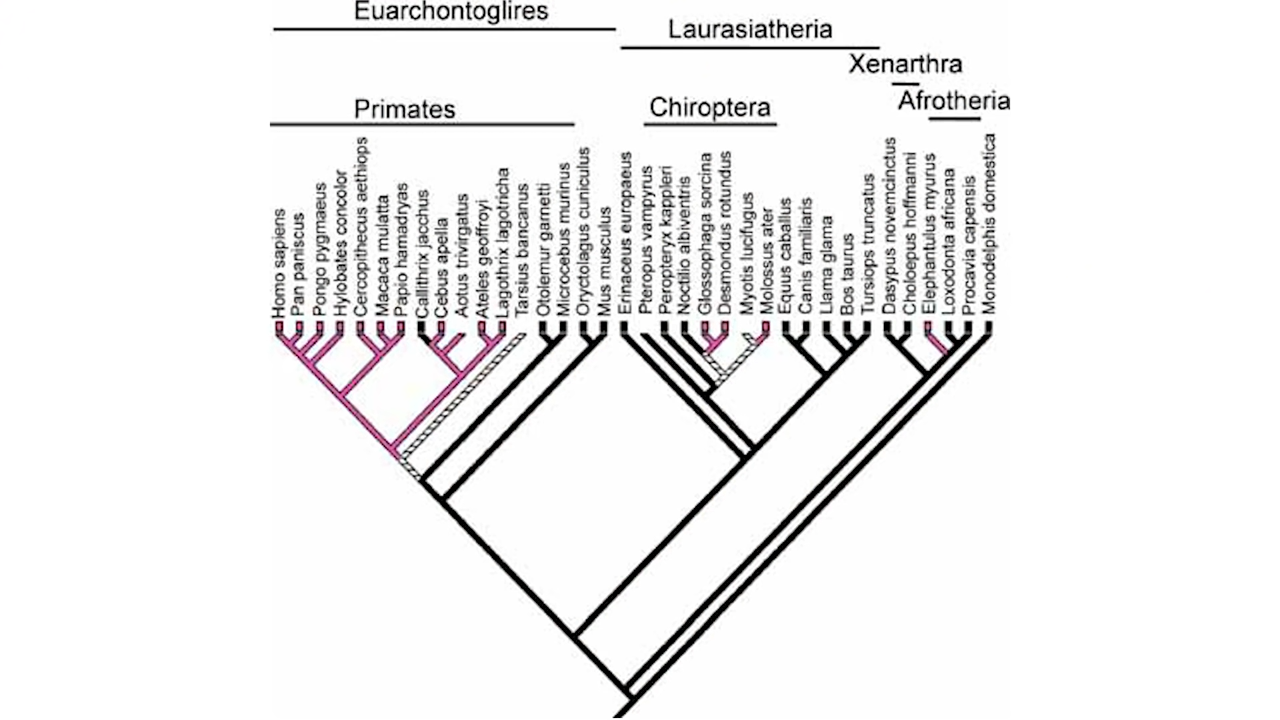 Euarchontoglires
Laurasiatheria
Xenarthra
Afrotheria
Primates
Chiroptera
Homo sapiens
Pan paniscus
Pongo pygmaeus
Hylobates concolor
Cercopithecus aethiops
Macaca mulatta
Papio hamadryas
Callithrix jacchus
Cebus apella
Aotus trivirgatus
Ateles geoffroyi
Lagothrix lagotricha
Tarsius bancanus
Otolemur garnetti
Microcebus murinus
Oryctolagus cuniculus
Mus musculus
Erinaceus europaeus
Pteropus vampyrus
Peropteryx kappleri
Noctilio albiventris
Glossophaga sorcina
Desmondus rotundus
Myotis lucifugus
Molossus ater
Equus caballus
Canis familiaris
Llama glama
Bos taurus
Tursiops truncatus
Dasypus novemcinctus
Choloepus hoffmanni
Elephantulus myurus
Loxodonta africana
Procavia capensis
Monodelphis domestica